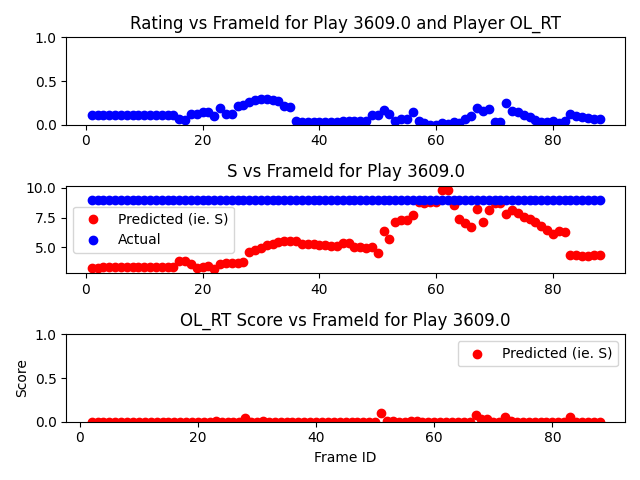 Rating vs FrameId for Play 3609.0 and Player OL_RT
1.0
0.5
0.0
0 20 40 60 80
S vs FrameId for Play 3609.0
10.0
7.5
5.0
Predicted (ie. S)
Actual
0 20 40 60 80
OL_RT Score vs FrameId for Play 3609.0
1.0
0.5
0.0
Score
Predicted (ie. S)
0 20 40 60 80
Frame ID